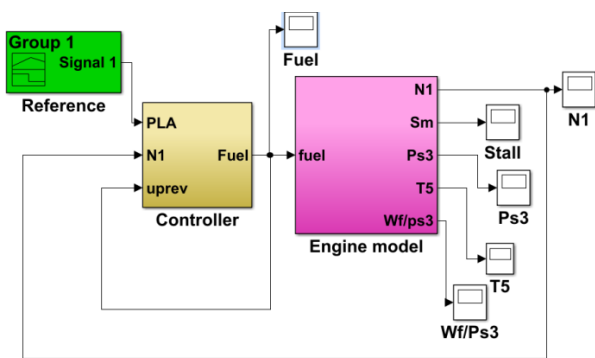 Group 1
Signal 1
Reference
Fuel
PLA
N1
uprev
Fuel
Controller
fuel
N1
Sm
Ps3
T5
Wf/ps3
Engine model
N1
Stall
Ps3
T5
Wf/Ps3